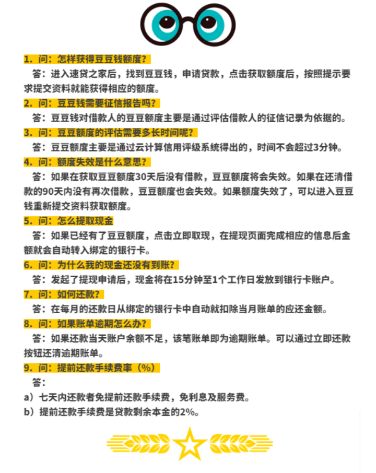 1. 问：怎样获得豆豆钱额度？
答：进入速贷之家后，找到豆豆钱，申请贷款，点击获取额度后，按照提示要
求提交资料就能获得相应的额度。
2. 问：豆豆钱需要征信报告吗？
答：豆豆钱对借款人的豆豆额度主要是通过评估借款人的征信记录为依据的。
3. 问：豆豆额度的评估需要多长时间呢？
答：豆豆额度主要是通过云计算信用评级系统得出的，时间不会超过3分钟。
4. 问：额度失效是什么意思？
答：如果在获取豆豆额度30天后没有借款，豆豆额度将会失效。如果在还清借
款的90天内没有再次借款，豆豆额度也会失效。如果额度失效了，可以进入豆豆
钱重新提交资料获取额度。
5. 问：怎么提取现金
答：如果已经有了豆豆额度，点击立即取现，在提现页面完成相应的信息后金
额就会自动转入绑定的银行卡。
6. 问：为什么我的现金还没有到账？
答：发起了提现申请后，现金将在15分钟至1个工作日发放到银行卡账户。
7. 问：如何还款？
答：在每月的还款日从绑定的银行卡中自动就扣除当月账单的应还金额。
8. 问：如果账单逾期怎么办？
答：如果还款当天账户余额不足，该笔账单即为逾期账单。可以通过立即还款
按钮还清逾期账单。
9. 问：提前还款手续费率（%）
答：
a）七天内还款者免提前还款手续费，免利息及服务费。
b）提前还款手续费是贷款剩余本金的2%。